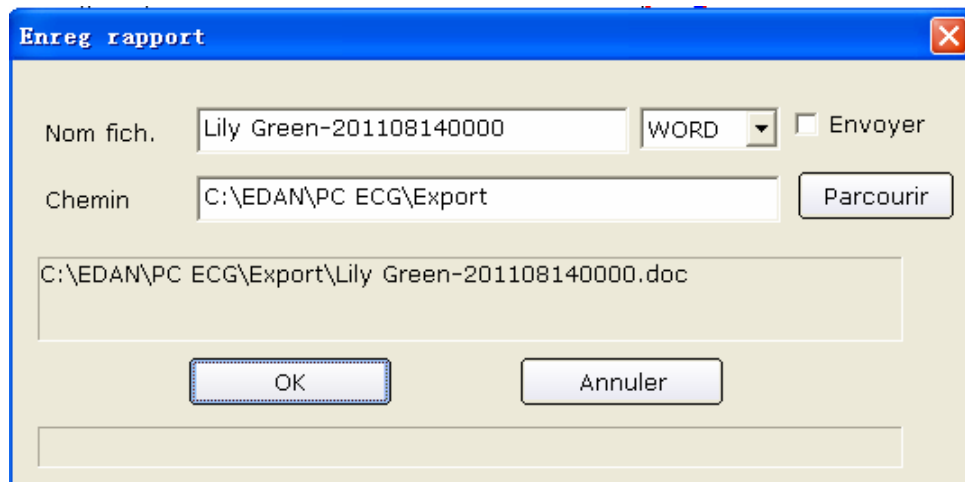 Enreg rapport
Nom fich. Lily Green-201108140000 WORD Envoyer
Chemin C:\EDAN\PC ECG\Export Parcourir
C:\EDAN\PC ECG\Export\Lily Green-201108140000.doc
OK Annuler